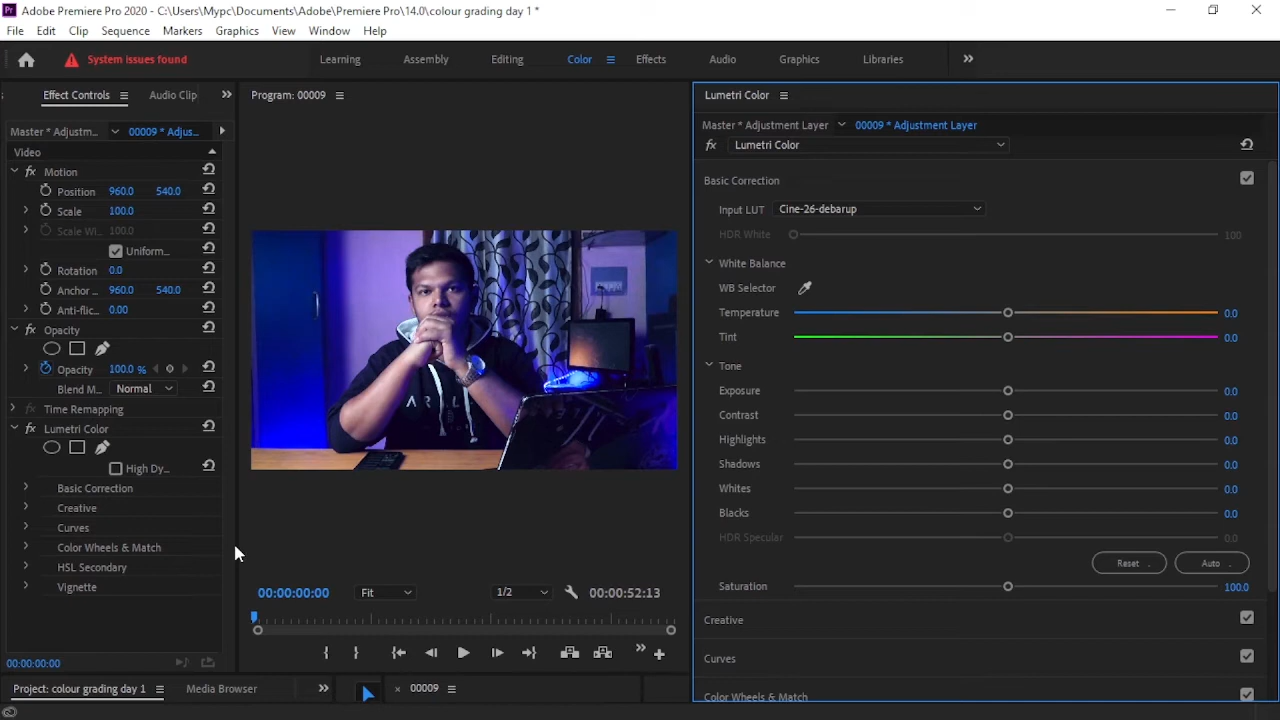 Adobe Premiere Pro 2020 - C:\Users\Mypc\Documents\Adobe\Premiere Pro\14.0\colour grading day 1 *
File Edit Clip Sequence Markers Graphics View Window Help
System issues found Learning Assembly Editing Color Effects Audio Graphics Libraries
Effect Controls Audio Clip
Master * Adjustm... 00009 * Adjus...
Video
Motion
Position 960.0 540.0
Scale 100.0
Scale Wi... 100.0
Uniform...
Rotation 0.0
Anchor ... 960.0 540.0
Anti-flic... 0.00
Opacity
Opacity 100.0 %
Blend M... Normal
Time Remapping
Lumetri Color
High Dy...
Basic Correction
Creative
Curves
Color Wheels & Match
HSL Secondary
Vignette
00:00:00:00
Program: 00009
00:00:00:00 Fit 1/2 00:00:52:13
Lumetri Color
Master * Adjustment Layer 00009 * Adjustment Layer
fx Lumetri Color
Basic Correction
Input LUT Cine-26-debarup
HDR White 100
White Balance
WB Selector
Temperature 0.0
Tint 0.0
Tone
Exposure 0.0
Contrast 0.0
Highlights 0.0
Shadows 0.0
Whites 0.0
Blacks 0.0
HDR Specular 0.0
Reset Auto
Saturation 100.0
Creative
Curves
Color Wheels & Match
Project: colour grading day 1 Media Browser
00009